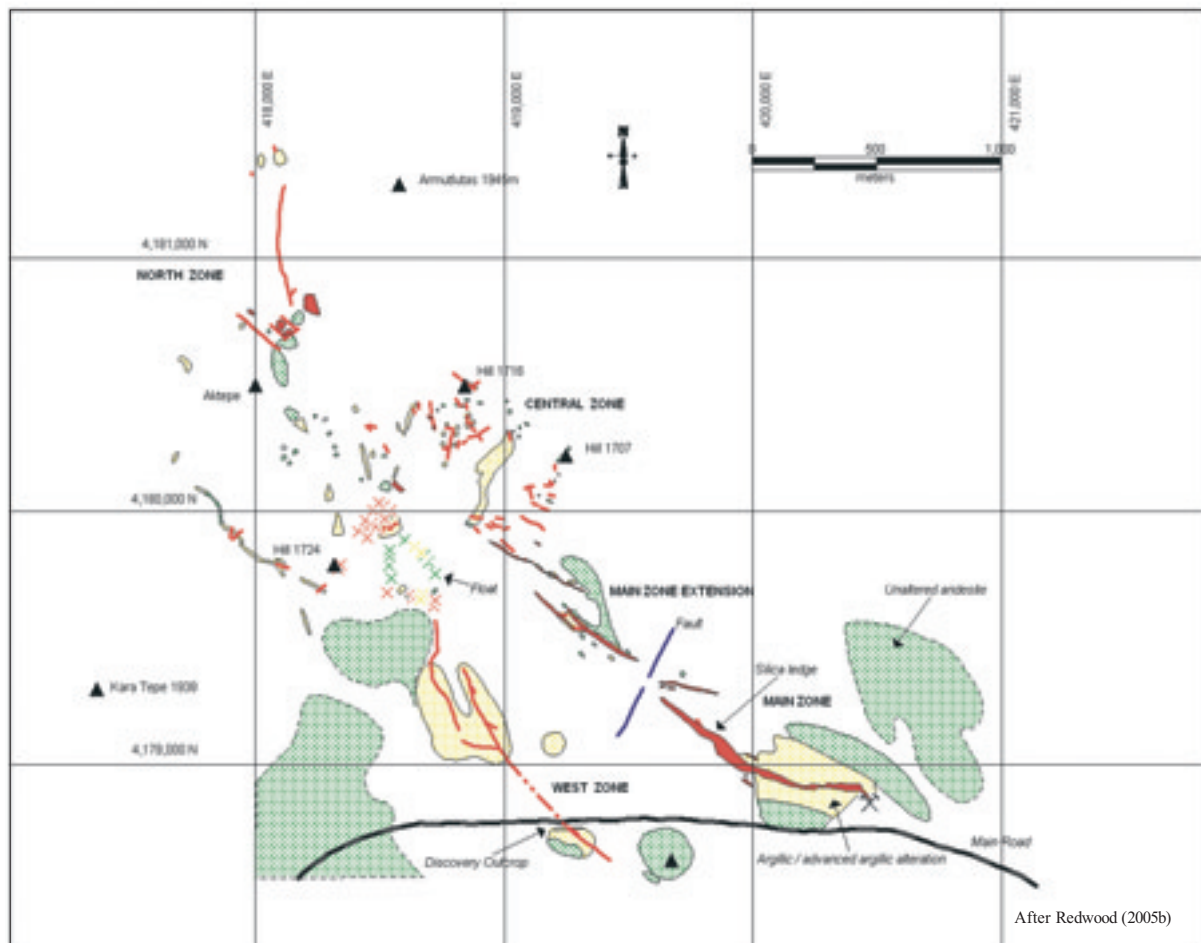 418,000 E
419,000 E
400,000 E
421,000 E
N
0 500 1,000
meters
Armutlutas 1945m
4,181,000 N
NORTH ZONE
Aktepe
Hill 1718
CENTRAL ZONE
Hill 1707
4,180,000 N
Hill 1724
Float
MAIN ZONE EXTENSION
Unaltered andesite
Fault
Kara Tepe 1939
Silica ledge
MAIN ZONE
4,179,000 N
WEST ZONE
Discovery Outcrop
Main Road
Argillic / advanced argillic alteration
After Redwood (2005b)